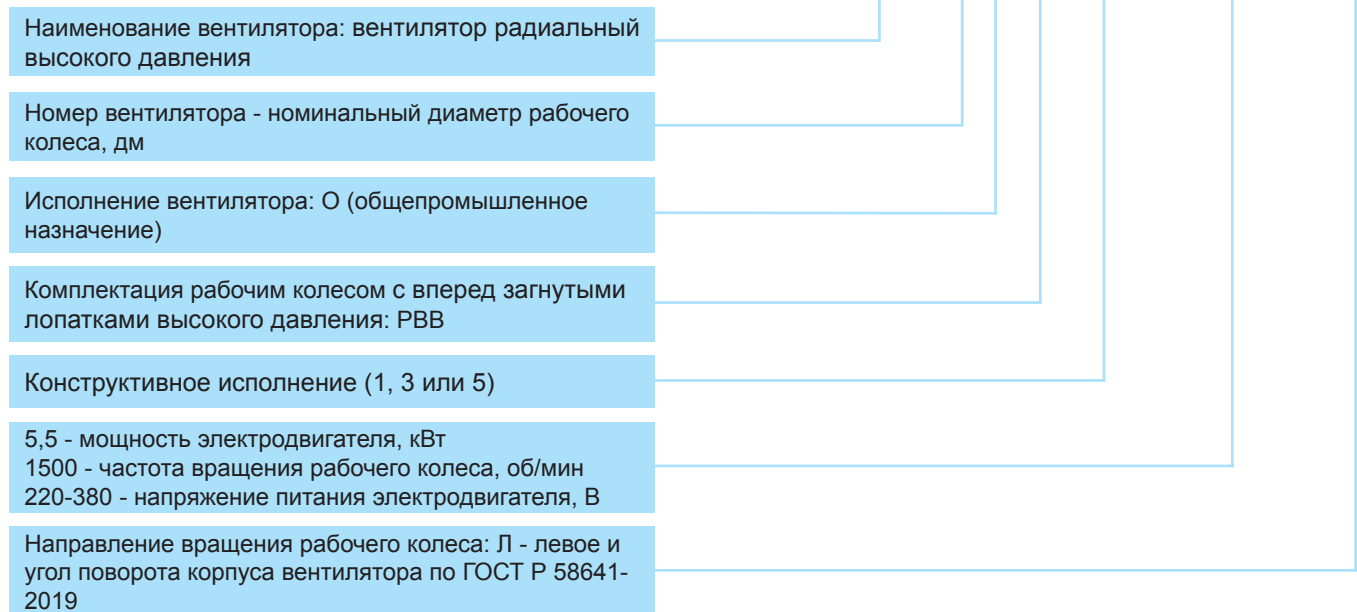 Наименование вентилятора: вентилятор радиальный
высокого давления
Номер вентилятора - номинальный диаметр рабочего
колеса, дм
Исполнение вентилятора: О (общепромышленное
назначение)
Комплектация рабочим колесом с вперед загнутыми
лопатками высокого давления: РВВ
Конструктивное исполнение (1, 3 или 5)
5,5 - мощность электродвигателя, кВт
1500 - частота вращения рабочего колеса, об/мин
220-380 - напряжение питания электродвигателя, В
Направление вращения рабочего колеса: Л - левое и
угол поворота корпуса вентилятора по ГОСТ Р 58641-
2019